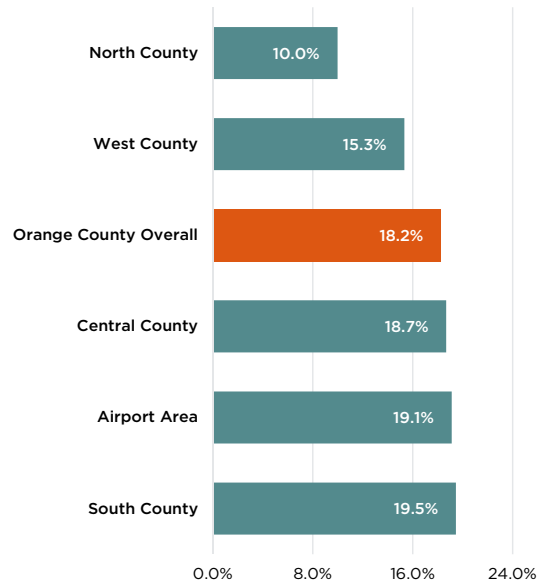 North County
10.0%
West County
15.3%
Orange County Overall
18.2%
Central County
18.7%
Airport Area
19.1%
South County
19.5%
0.0% 8.0% 16.0% 24.0%